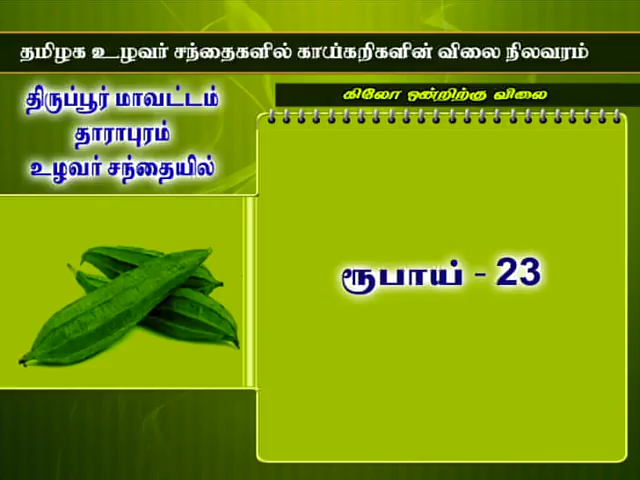 தமிழக உழவர் சந்தைகளில் காய்கறிகளின் விலை நிலவரம்
திருப்பூர் மாவட்டம்
தாராபுரம்
உழவர் சந்தையில்
கிலோ ஒன்றிற்கு விலை
ரூபாய் - 23